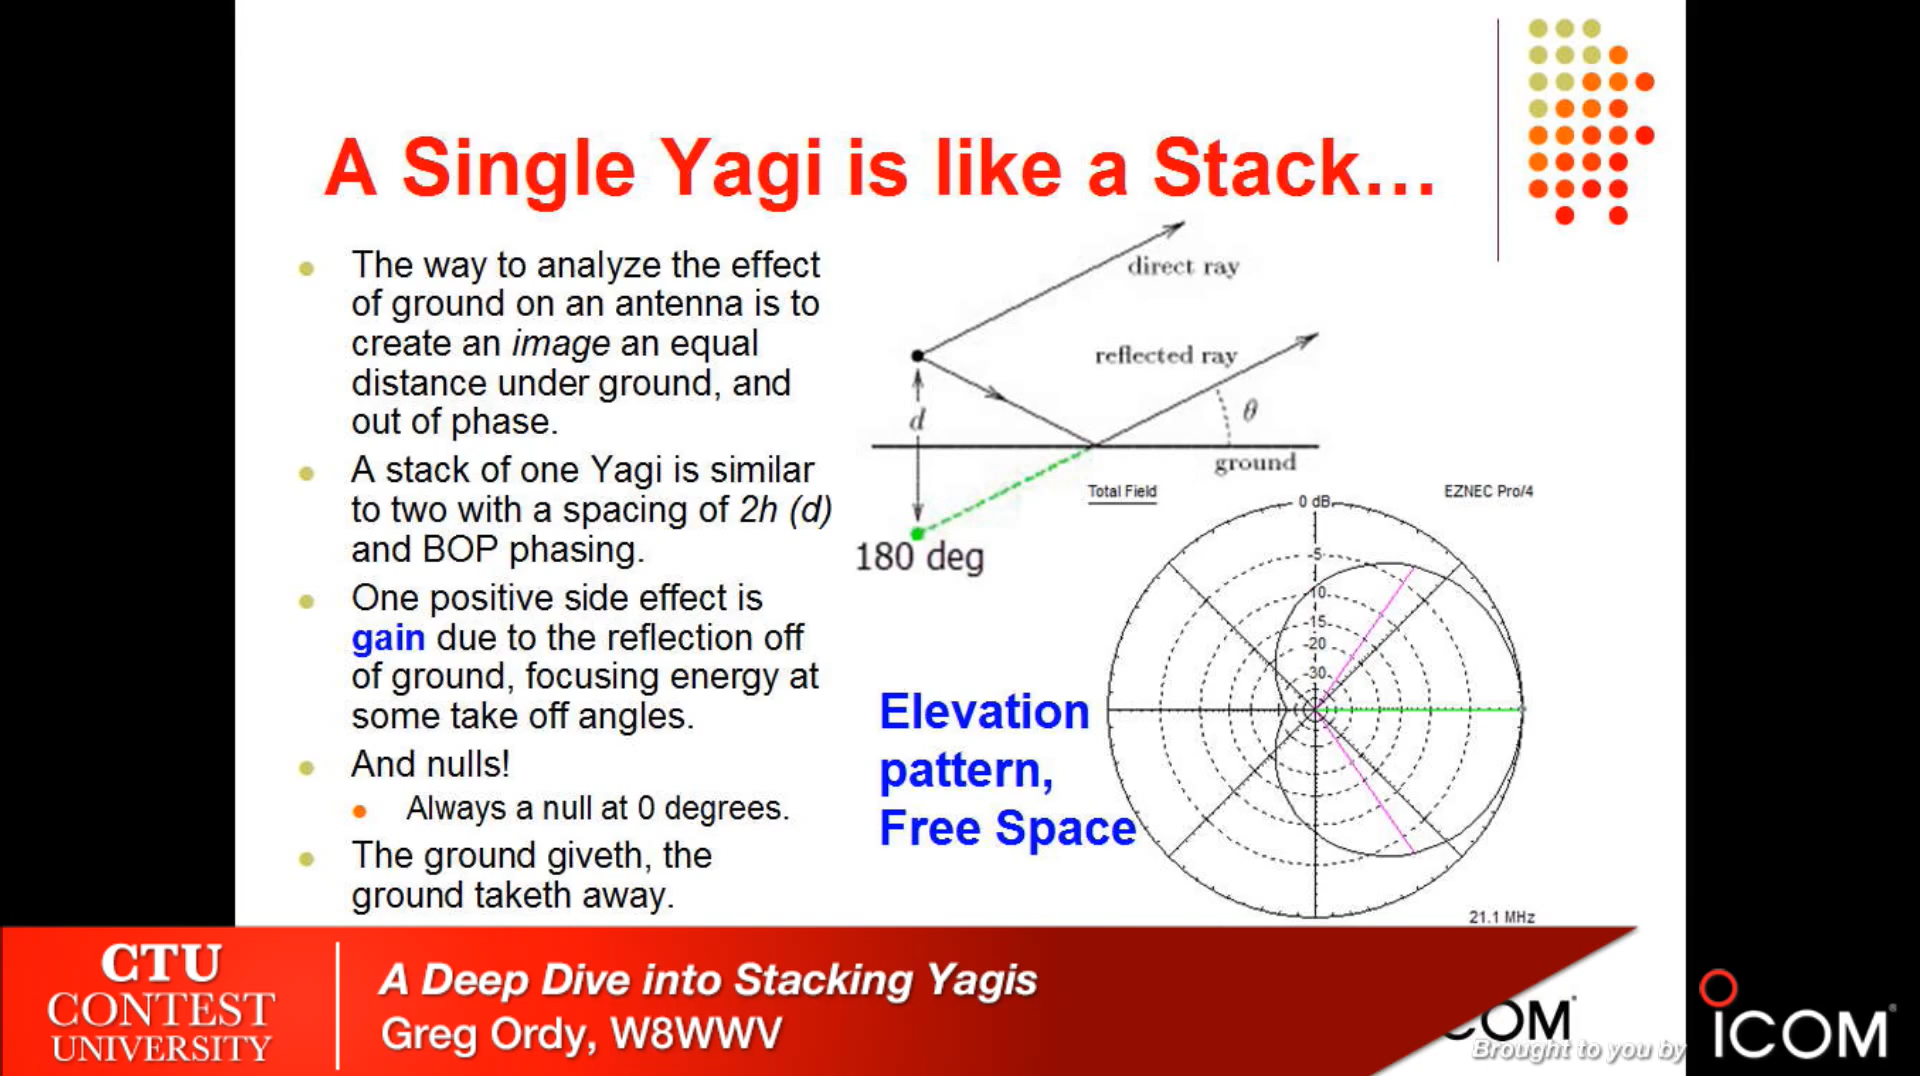 A Single Yagi is like a Stack...
The way to analyze the effect
of ground on an antenna is to
create an image an equal
distance under ground, and
out of phase.
A stack of one Yagi is similar
to two with a spacing of 2h (d)
and BOP phasing.
One positive side effect is
gain due to the reflection off
of ground, focusing energy at
some take off angles.
And nulls!
Always a null at 0 degrees.
The ground giveth, the
ground taketh away.
direct ray
reflected ray
d
θ
ground
180 deg
Total Field
EZNEC Pro/4
0 dB
-5
-10
-15
-20
-30
Elevation
pattern,
Free Space
21.1 MHz
CTU
CONTEST
UNIVERSITY
A Deep Dive into Stacking Yagis
Greg Ordy, W8WWV
COM
Brought to you by
ICOM